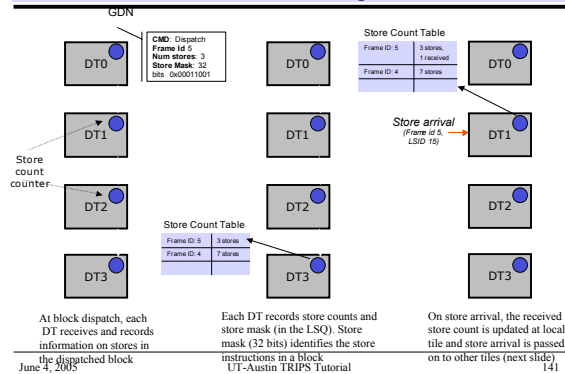 GDN
CMD: Dispatch
Frame Id 5
Num stores: 3
Store Mask: 32
bits 0x00011001
DT0
DT1
Store
count
counter
DT2
DT3
At block dispatch, each
DT receives and records
information on stores in
the dispatched block
DT0
DT1
DT2
Store Count Table
Frame ID: 5 3 stores
Frame ID: 4 7 stores
DT3
Each DT records store counts and
store mask (in the LSQ). Store
mask (32 bits) identifies the store
instructions in a block
Store Count Table
Frame ID: 5 3 stores,
1 received
Frame ID: 4 7 stores
DT0
Store arrival
(Frame id 5,
LSID 15)
DT1
DT2
DT3
On store arrival, the received
store count is updated at local
tile and store arrival is passed
on to other tiles (next slide)
June 4, 2005 UT-Austin TRIPS Tutorial 141